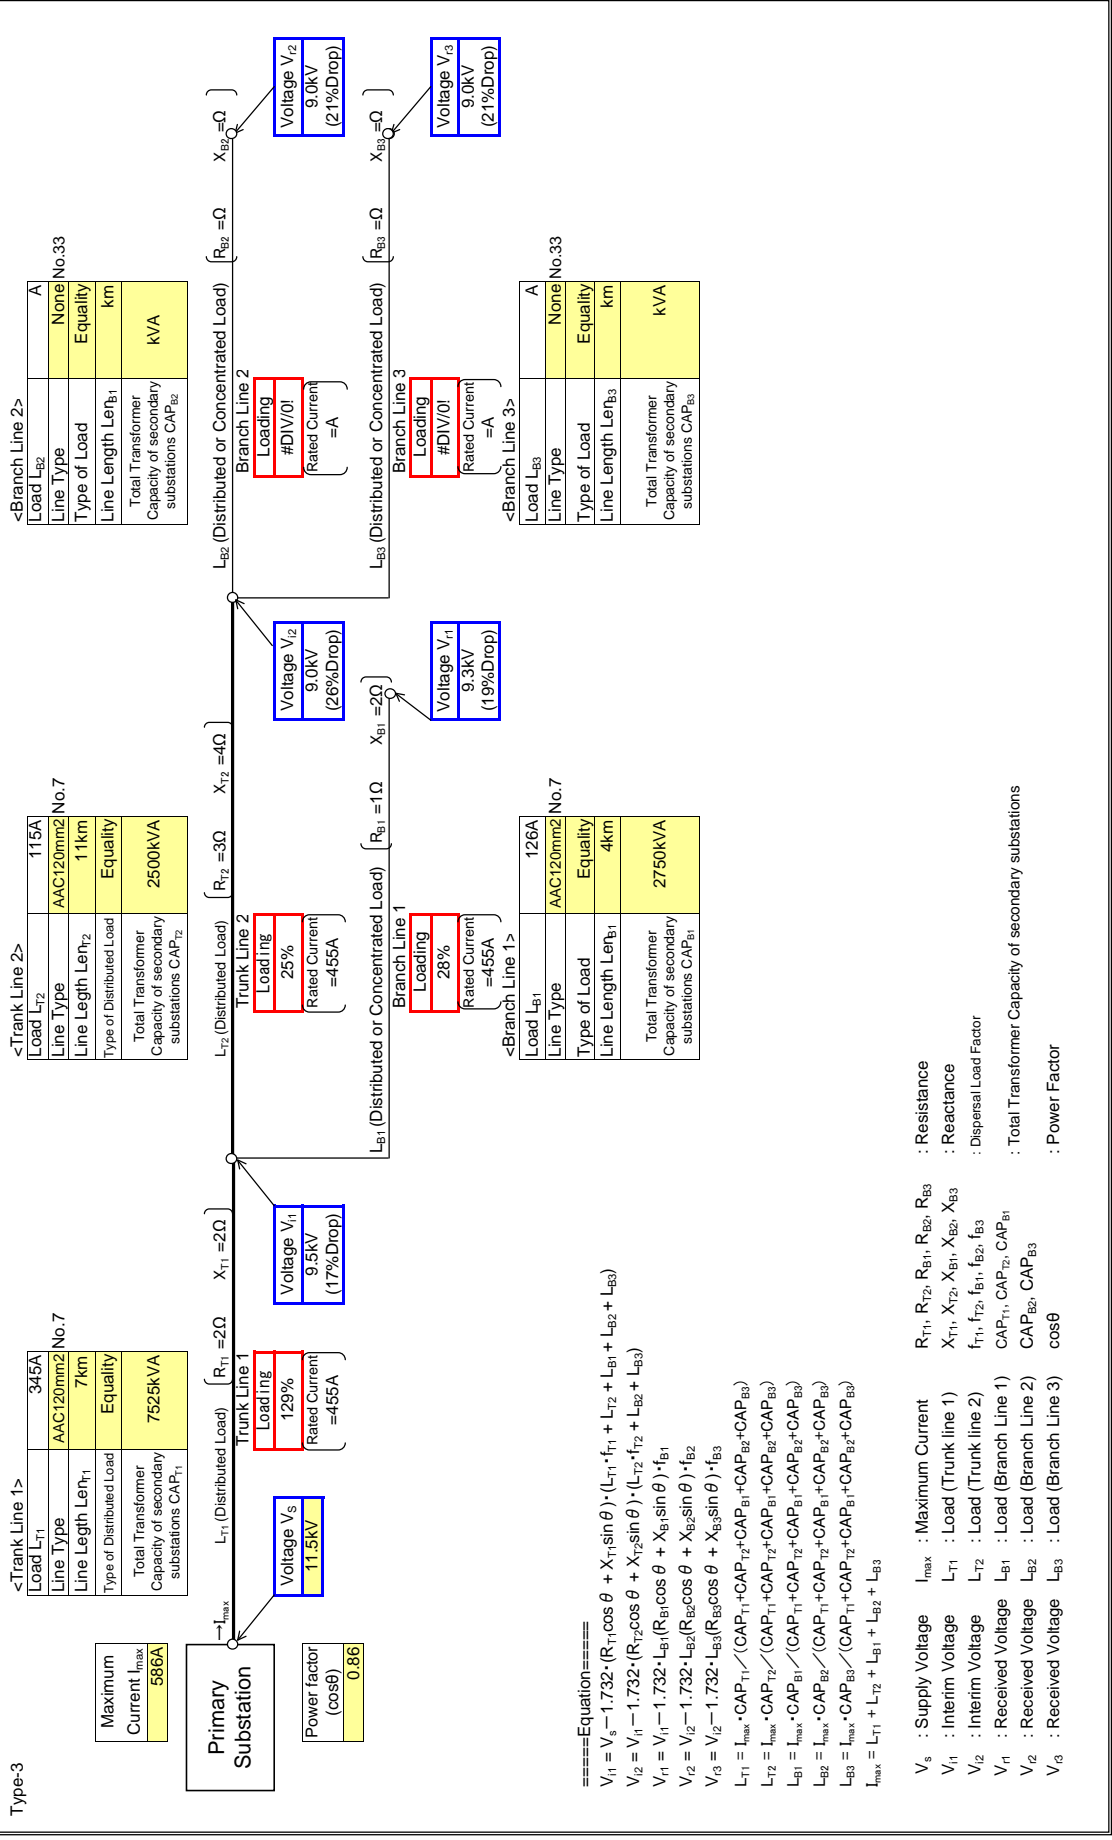 Type-3
Maximum
Current Imax
586A
Primary
Substation
Power factor
(cosθ)
0.86
→Imax
Voltage VS
11.5kV
<Trank Line 1>
Load LT1 345A
Line Type AAC120mm2 No.7
Line Length LenT1 7km
Type of Distributed Load Equality
Total Transformer
Capacity of secondary
substations CAPT1
7525kVA
LT1 (Distributed Load)
RT1 =2Ω XT1 =2Ω
Trunk Line 1
Loading
129%
Rated Current
=455A
Voltage Vi1
9.5kV
(17%Drop)
<Trank Line 2>
Load LT2 115A
Line Type AAC120mm2 No.7
Line Legth LenT2 11km
Type of Distributed Load Equality
Total Transformer
Capacity of secondary
substations CAPT2
2500kVA
LT2 (Distributed Load)
RT2 =3Ω XT2 =4Ω
Trunk Line 2
Loading
25%
Rated Current
=455A
Voltage Vi2
9.0kV
(26%Drop)
LB1 (Distributed or Concentrated Load)
RB1 =1Ω XB1 =2Ω
Branch Line 1
Loading
28%
Rated Current
=455A
Voltage Vr1
9.3kV
(19%Drop)
<Branch Line 1>
Load LB1 126A
Line Type AAC120mm2 No.7
Type of Load Equality
Line Length LenB1 4km
Total Transformer
Capacity of secondary
substations CAPB1
2750kVA
<Branch Line 2>
Load LB2 A
Line Type None No.33
Type of Load Equality
Line Length LenB1 km
Total Transformer
Capacity of secondary
substations CAPB2
kVA
LB2 (Distributed or Concentrated Load)
RB2 =Ω XB2 =Ω
Branch Line 2
Loading
#DIV/0!
Rated Current
=A
Voltage Vr2
9.0kV
(21%Drop)
LB3 (Distributed or Concentrated Load)
RB3 =Ω XB3 =Ω
Branch Line 3
Loading
#DIV/0!
Rated Current
=A
Voltage Vr3
9.0kV
(21%Drop)
<Branch Line 3>
Load LB3 A
Line Type None No.33
Type of Load Equality
Line Length LenB3 km
Total Transformer
Capacity of secondary
substations CAPB3
kVA
=====Equation=====
Vi1 = Vs－1.732･(RT1cos θ + XT1sin θ)･(LT1･fT1 + LT2 + LB1 + LB2 + LB3)
Vi2 = Vi1－1.732･(RT2cos θ + XT2sin θ)･(LT2･fT2 + LB2 + LB3)
Vr1 = Vi1－1.732･LB1(RB1cos θ + XB1sin θ)･fB1
Vr2 = Vi2－1.732･LB2(RB2cos θ + XB2sin θ)･fB2
Vr3 = Vi2－1.732･LB3(RB3cos θ + XB3sin θ)･fB3
LT1 = Imax･CAPT1／(CAPT1+CAPT2+CAPB1+CAPB2+CAPB3)
LT2 = Imax･CAPT2／(CAPT1+CAPT2+CAPB1+CAPB2+CAPB3)
LB1 = Imax･CAPB1／(CAPT1+CAPT2+CAPB1+CAPB2+CAPB3)
LB2 = Imax･CAPB2／(CAPT1+CAPT2+CAPB1+CAPB2+CAPB3)
LB3 = Imax･CAPB3／(CAPT1+CAPT2+CAPB1+CAPB2+CAPB3)
Imax = LT1 + LT2 + LB1 + LB2 + LB3
Vs : Supply Voltage Imax : Maximum Current RT1, RT2, RB1, RB2, RB3 : Resistance
Vi1 : Interim Voltage LT1 : Load (Trunk line 1) XT1, XT2, XB1, XB2, XB3 : Reactance
Vi2 : Interim Voltage LT2 : Load (Trunk line 2) fT1, fT2, fB1, fB2, fB3 : Dispersal Load Factor
Vr1 : Received Voltage LB1 : Load (Branch Line 1) CAPT1, CAPT2, CAPB1 : Total Transformer Capacity of secondary substations
Vr2 : Received Voltage LB2 : Load (Branch Line 2) CAPB2, CAPB3
Vr3 : Received Voltage LB3 : Load (Branch Line 3) cosθ : Power Factor